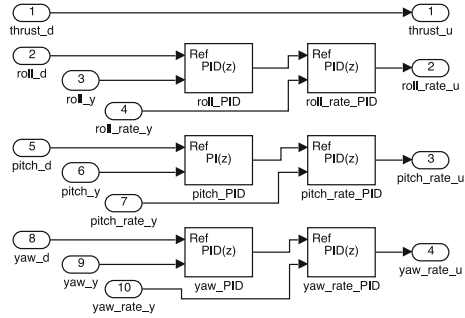 1
thrust_d
1
thrust_u
2
roll_d
Ref
PID(z)
roll_PID
Ref
PID(z)
roll_rate_PID
2
roll_rate_u
3
roll_y
4
roll_rate_y
5
pitch_d
Ref
PI(z)
pitch_PID
Ref
PID(z)
pitch_rate_PID
3
pitch_rate_u
6
pitch_y
7
pitch_rate_y
8
yaw_d
Ref
PID(z)
yaw_PID
Ref
PID(z)
yaw_rate_PID
4
yaw_rate_u
9
yaw_y
10
yaw_rate_y